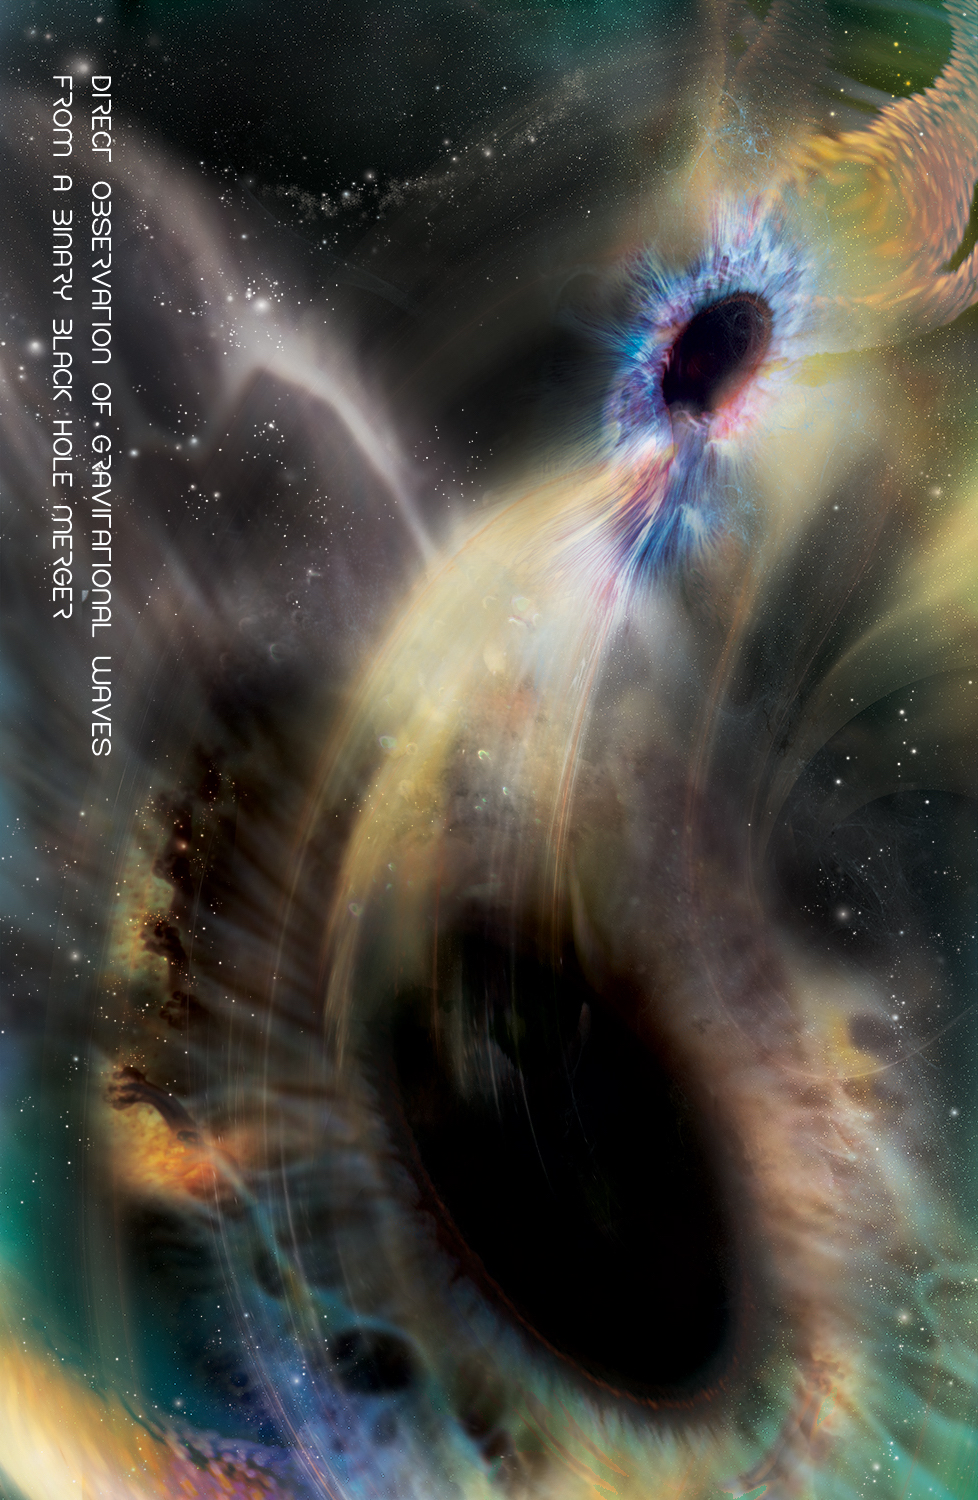 DIRECT OBSERVATION OF GRAVITATIONAL WAVES
FROM A BINARY BLACK HOLE MERGER